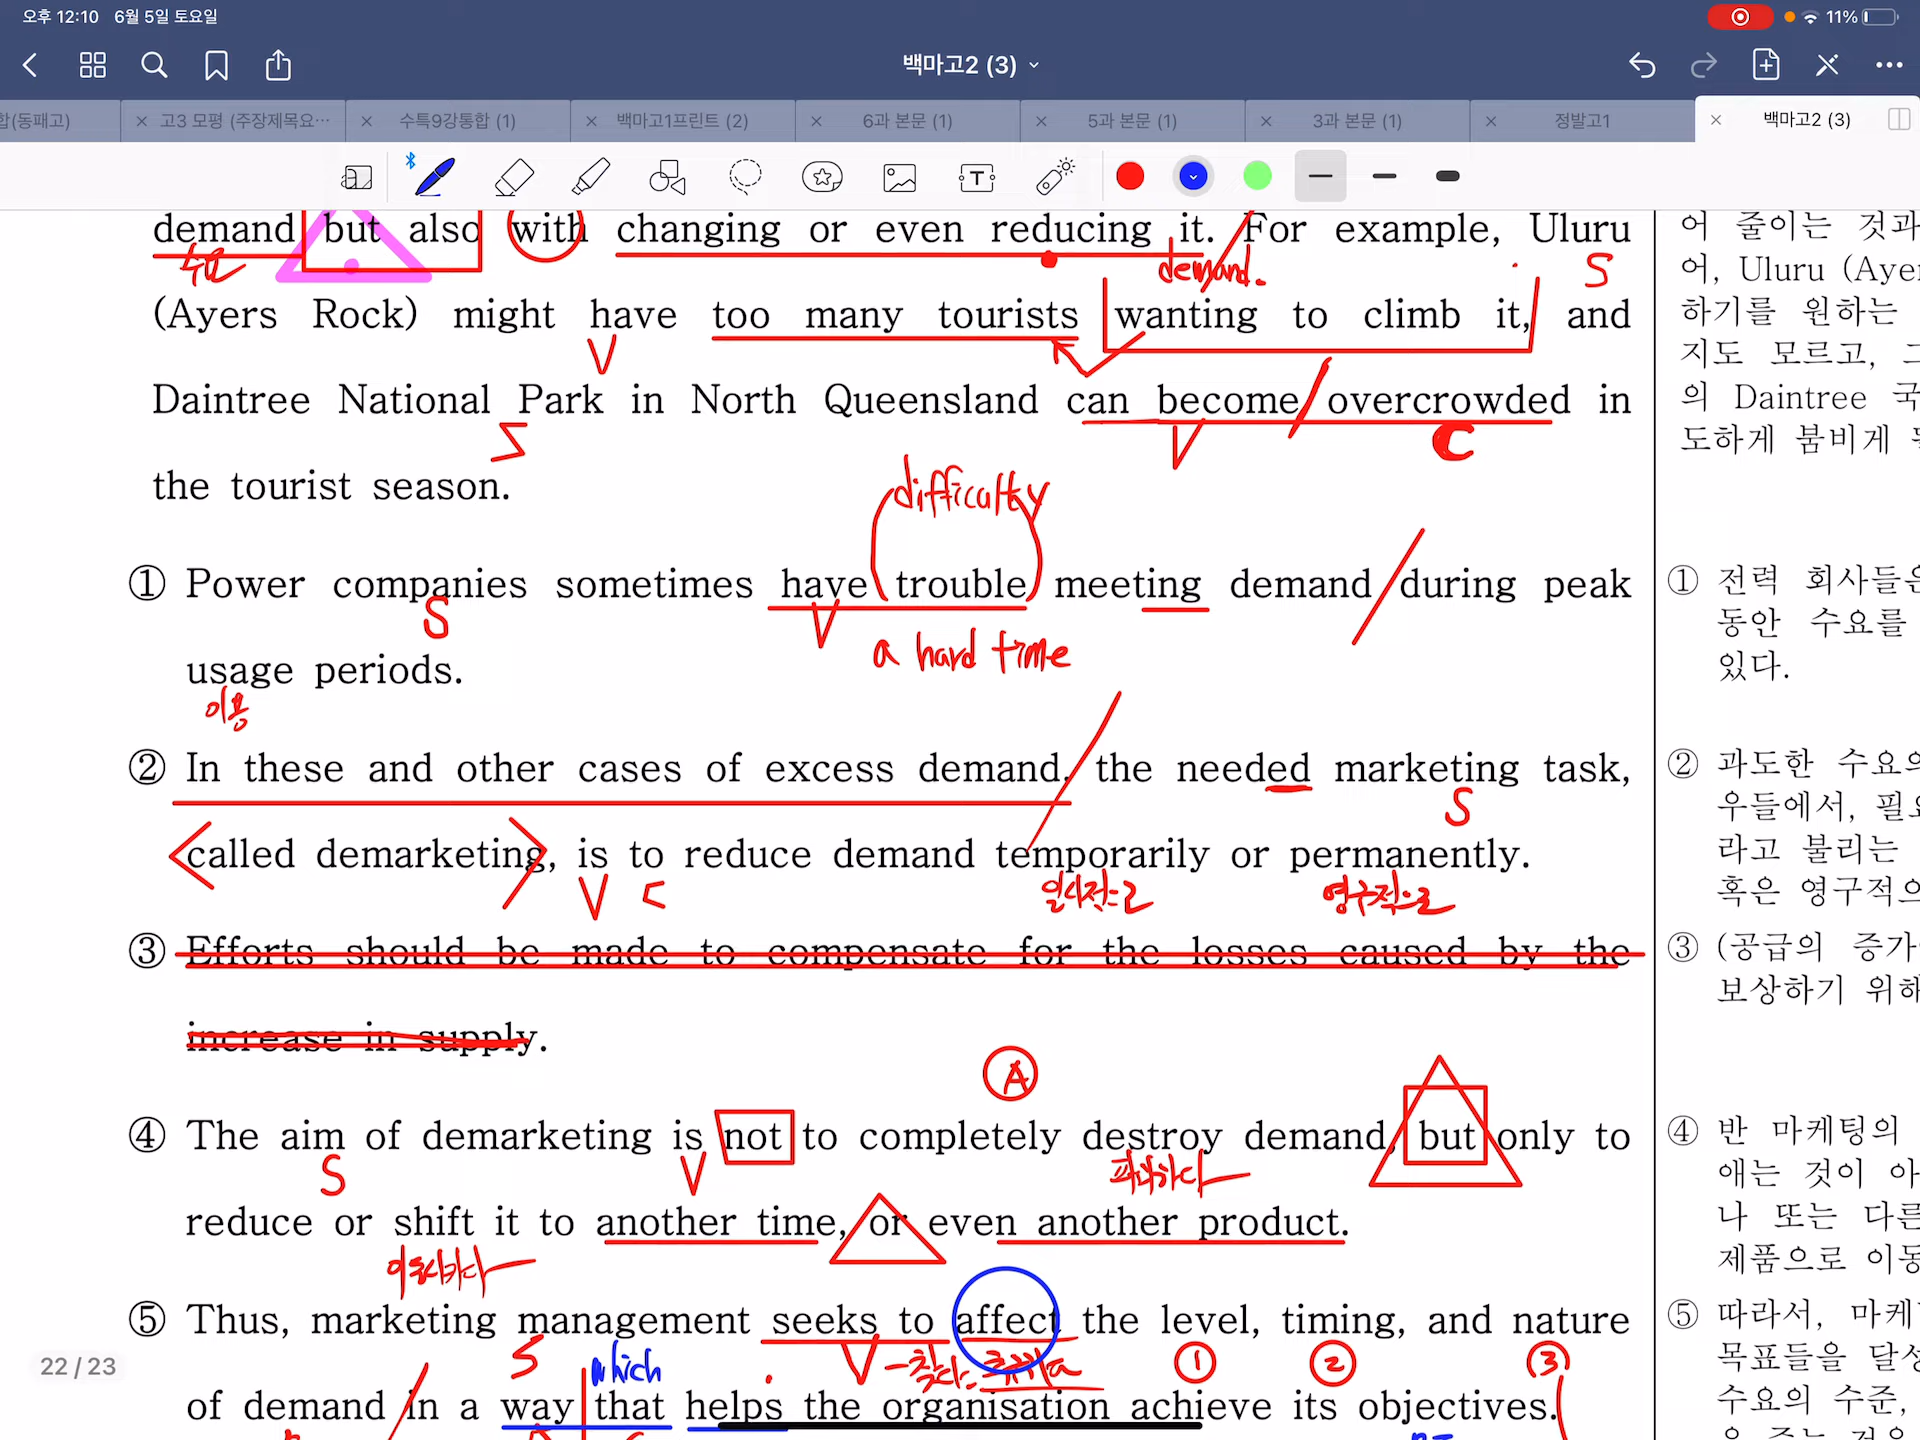 오후 12:10 6월 5일 토요일
11%
백마고2 (3)
합(동패고)
고3 모평 (주장제목요…
수특9강통합 (1)
백마고1프린트 (2)
6과 본문 (1)
5과 본문 (1)
3과 본문 (1)
정발고1
백마고2 (3)
demand but also with changing or even reducing it. For example, Uluru
수요
demand.
S
(Ayers Rock) might have too many tourists wanting to climb it, and
V
Daintree National Park in North Queensland can become overcrowded in
S
V
C
the tourist season.
difficulty
① Power companies sometimes have trouble meeting demand during peak
S
V
a hard time
usage periods.
이용
② In these and other cases of excess demand, the needed marketing task,
S
called demarketing, is to reduce demand temporarily or permanently.
V
C
일시적으로
영구적으로
③ Efforts should be made to compensate for the losses caused by the
increase in supply.
A
④ The aim of demarketing is not to completely destroy demand, but only to
S
V
파괴하다
reduce or shift it to another time, or even another product.
이동시키다
⑤ Thus, marketing management seeks to affect the level, timing, and nature
S
which
V
① ② ③
of demand in a way that helps the organisation achieve its objectives.
22 / 23
어 줄이는 것과
어, Uluru (Ayer
하기를 원하는
지도 모르고, 그
의 Daintree 국
도하게 붐비게
① 전력 회사들은
동안 수요를
있다.
② 과도한 수요의
우들에서, 필요
라고 불리는
혹은 영구적으
③ (공급의 증가
보상하기 위해
④ 반 마케팅의
애는 것이 아
나 또는 다른
제품으로 이동
⑤ 따라서, 마케
목표들을 달성
수요의 수준,